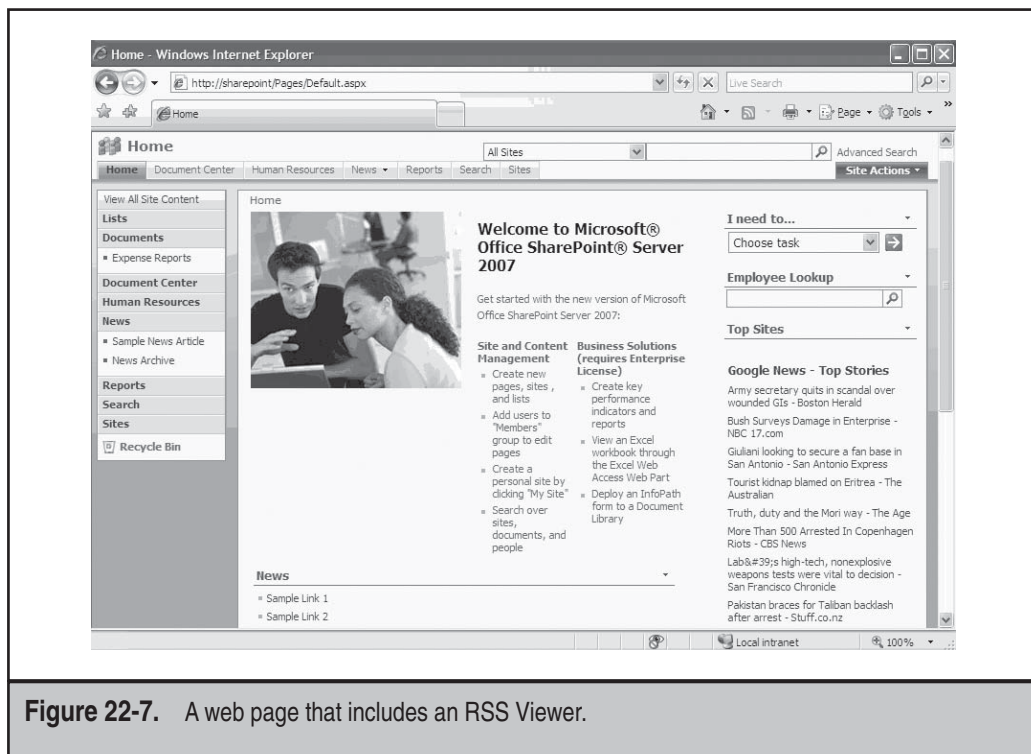 Home - Windows Internet Explorer
http://sharepoint/Pages/Default.aspx
Live Search
Home
Page
Tools
»
Home
All Sites
Advanced Search
Home
Document Center
Human Resources
News
Reports
Search
Sites
Site Actions
View All Site Content
Lists
Documents
Expense Reports
Document Center
Human Resources
News
Sample News Article
News Archive
Reports
Search
Sites
Recycle Bin
Home
Welcome to Microsoft®
Office SharePoint® Server
2007
Get started with the new version of Microsoft
Office SharePoint Server 2007:
Site and Content
Management
Create new
pages, sites ,
and lists
Add users to
"Members"
group to edit
pages
Create a
personal site by
clicking "My Site"
Search over
sites,
documents, and
people
Business Solutions
(requires Enterprise
License)
Create key
performance
indicators and
reports
View an Excel
workbook through
the Excel Web
Access Web Part
Deploy an InfoPath
form to a Document
Library
News
Sample Link 1
Sample Link 2
I need to...
Choose task
Employee Lookup
Top Sites
Google News - Top Stories
Army secretary quits in scandal over
wounded GIs - Boston Herald
Bush Surveys Damage in Enterprise -
NBC 17.com
Giuliani looking to secure a fan base in
San Antonio - San Antonio Express
Tourist kidnap blamed on Eritrea - The
Australian
Truth, duty and the Mori way - The Age
More Than 500 Arrested In Copenhagen
Riots - CBS News
Lab&#39;s high-tech, nonexplosive
weapons tests were vital to decision -
San Francisco Chronicle
Pakistan braces for Taliban backlash
after arrest - Stuff.co.nz
Local intranet
100%
Figure 22-7. A web page that includes an RSS Viewer.